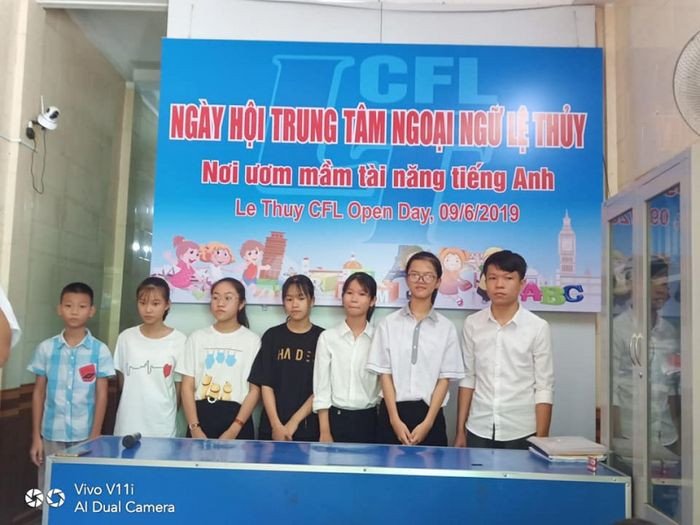 CFL
NGÀY HỘI TRUNG TÂM NGOẠI NGỮ LỆ THỦY
Nơi ươm mầm tài năng tiếng Anh
Le Thuy CFL Open Day, 09/6/2019
ABC
HADES
Vivo V11i
AI Dual Camera